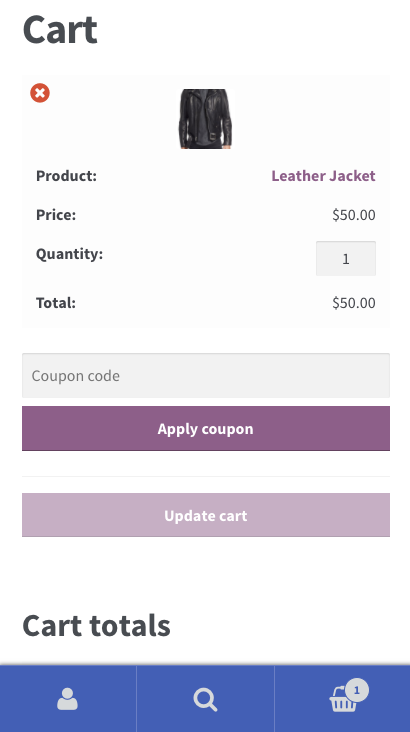 Cart
Product: Leather Jacket
Price: $50.00
Quantity: 1
Total: $50.00
Coupon code
Apply coupon
Update cart
Cart totals
1